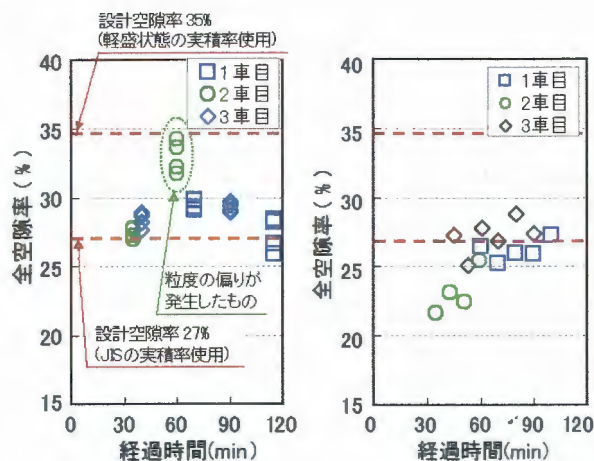 設計空隙率 35%
(軽盛状態の実積率使用)
全空隙率 (%)
40
35
30
25
20
15
0 30 60 90 120
経過時間(min)
1車目
2車目
3車目
粒度の偏りが
発生したもの
設計空隙率 27%
(JISの実積率使用)
全空隙率 (%)
40
35
30
25
20
15
0 30 60 90 120
経過時間(min)
1車目
2車目
3車目